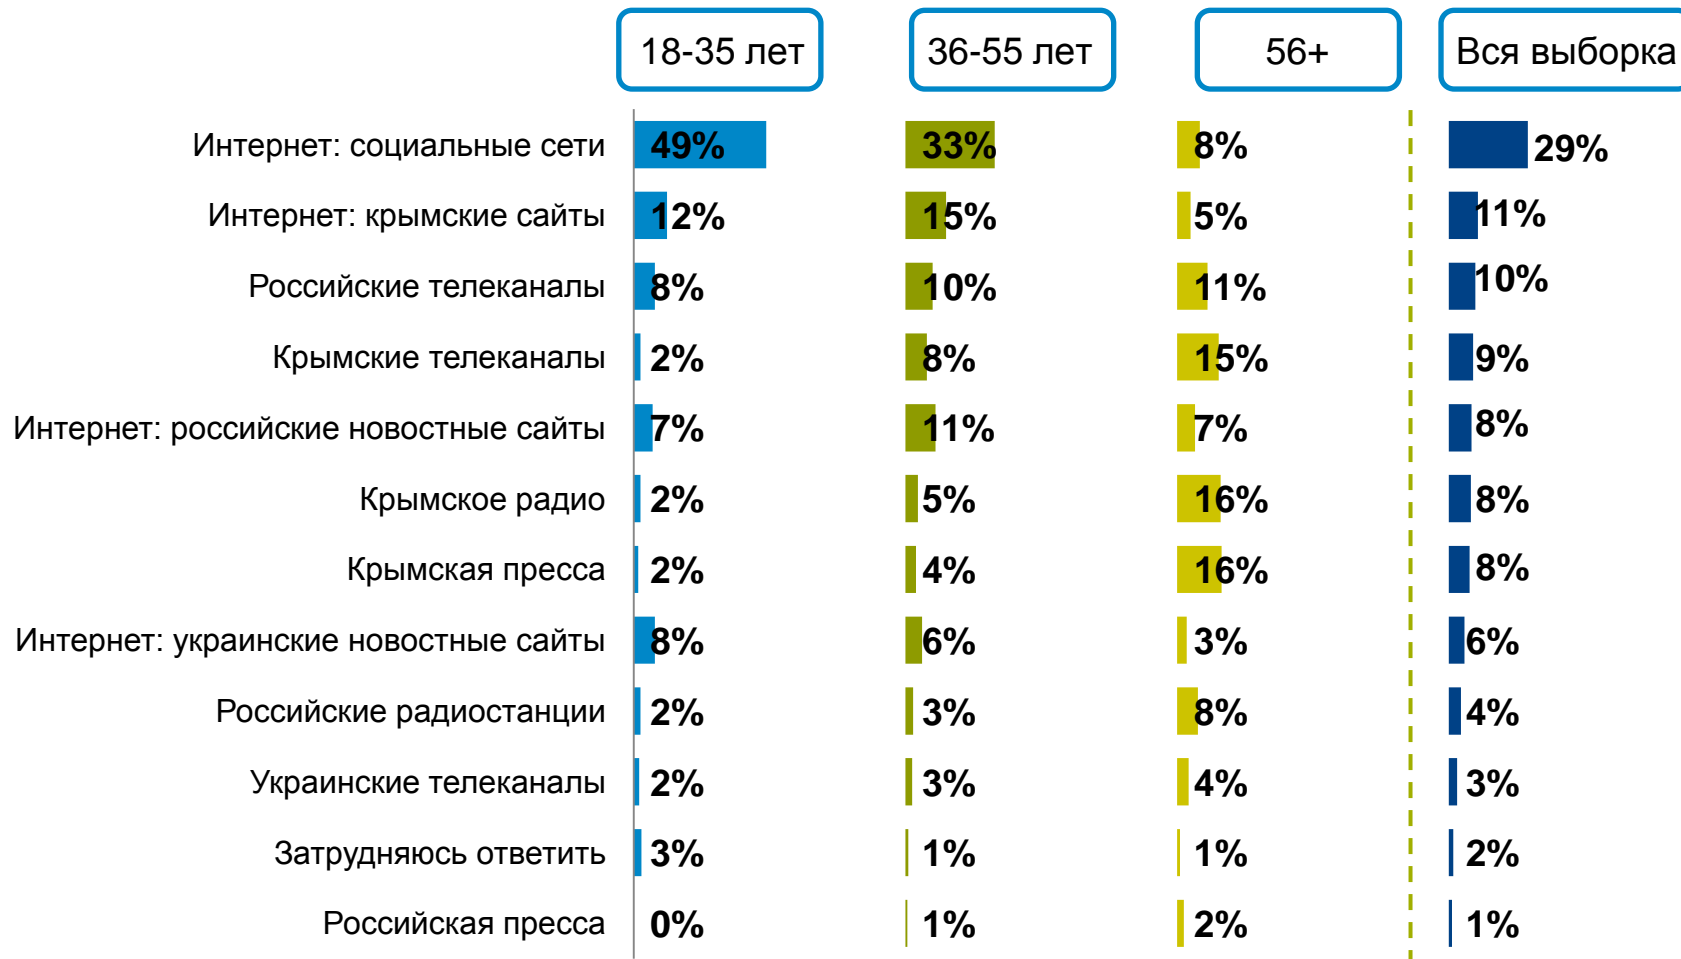 18-35 лет 36-55 лет 56+ Вся выборка
Интернет: социальные сети 49% 33% 8% 29%
Интернет: крымские сайты 12% 15% 5% 11%
Российские телеканалы 8% 10% 11% 10%
Крымские телеканалы 2% 8% 15% 9%
Интернет: российские новостные сайты 7% 11% 7% 8%
Крымское радио 2% 5% 16% 8%
Крымская пресса 2% 4% 16% 8%
Интернет: украинские новостные сайты 8% 6% 3% 6%
Российские радиостанции 2% 3% 8% 4%
Украинские телеканалы 2% 3% 4% 3%
Затрудняюсь ответить 3% 1% 1% 2%
Российская пресса 0% 1% 2% 1%